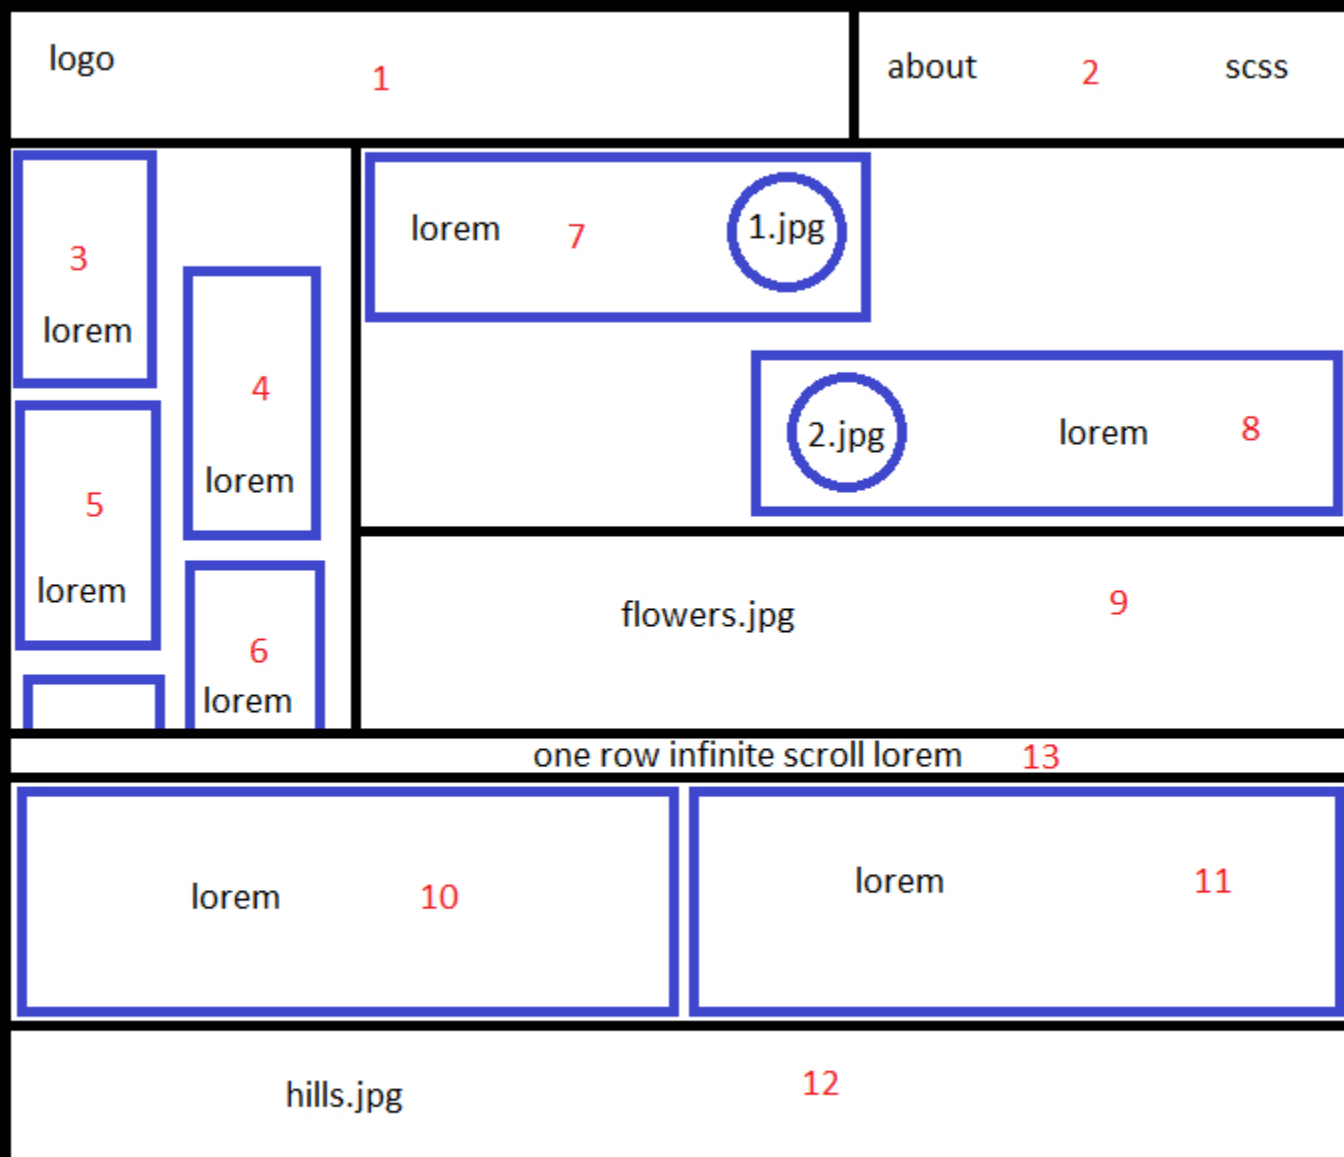 logo 1
about 2 scss
3
lorem
4
lorem
5
lorem
6
lorem
lorem 7 1.jpg
2.jpg lorem 8
flowers.jpg 9
one row infinite scroll lorem 13
lorem 10
lorem 11
hills.jpg 12